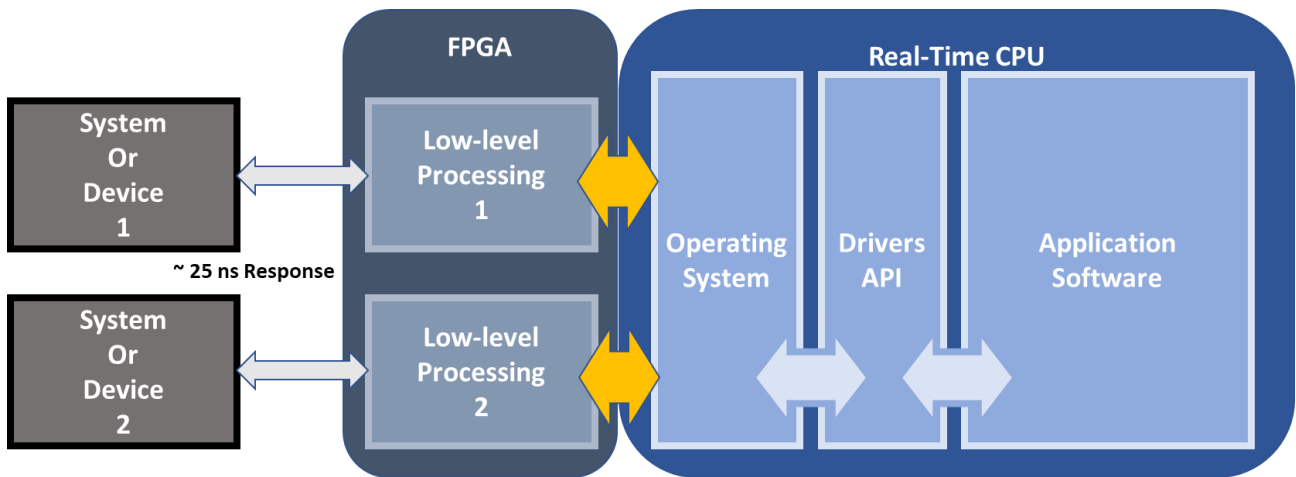 FPGA
Real-Time CPU
System
Or
Device
1
Low-level
Processing
1
~ 25 ns Response
System
Or
Device
2
Low-level
Processing
2
Operating
System
Drivers
API
Application
Software